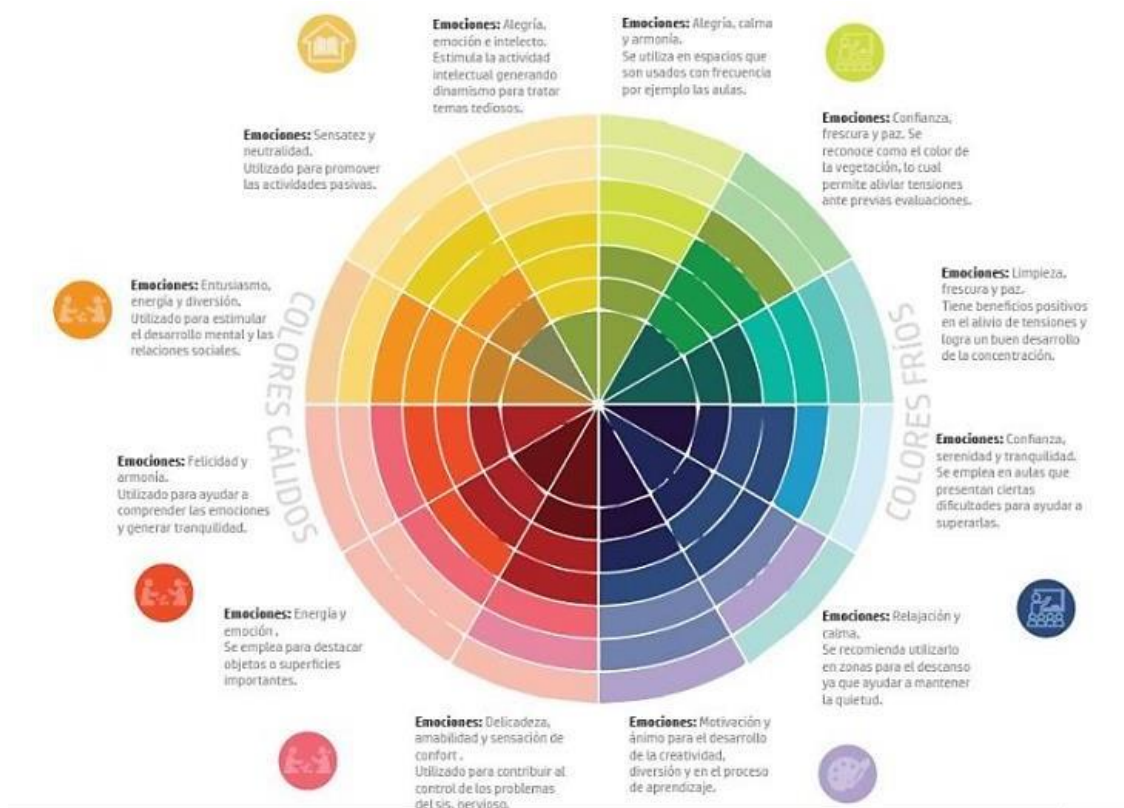 Emociones: Alegría,
emoción e intelecto.
Estimula la actividad
intelectual generando
dinamismo para tratar
temas tediosos.
Emociones: Alegría, calma
y armonía.
Se utiliza en espacios que
son usados con frecuencia
por ejemplo las aulas.
Emociones: Sensatez y
neutralidad.
Utilizado para promover
las actividades pasivas.
Emociones: Confianza,
frescura y paz. Se
reconoce como el color de
la vegetación, lo cual
permite aliviar tensiones
ante previas evaluaciones.
Emociones: Entusiasmo,
energía y diversión.
Utilizado para estimular
el desarrollo mental y las
relaciones sociales.
Emociones: Limpieza,
frescura y paz.
Tiene beneficios positivos
en el alivio de tensiones y
logra un buen desarrollo
de la concentración.
COLORES CÁLIDOS
COLORES FRÍOS
Emociones: Felicidad y
armonía.
Utilizado para ayudar a
comprender las emociones
y generar tranquilidad.
Emociones: Confianza,
serenidad y tranquilidad.
Se emplea en aulas que
presentan ciertas
dificultades para ayudar a
superarlas.
Emociones: Energía y
emoción .
Se emplea para destacar
objetos o superficies
importantes.
Emociones: Relajación y
calma.
Se recomienda utilizarlo
en zonas para el descanso
ya que ayudar a mantener
la quietud.
Emociones: Delicadeza,
amabilidad y sensación de
confort .
Utilizado para contribuir al
control de los problemas
del sis. nervioso.
Emociones: Motivación y
ánimo para el desarrollo
de la creatividad,
diversión y en el proceso
de aprendizaje.